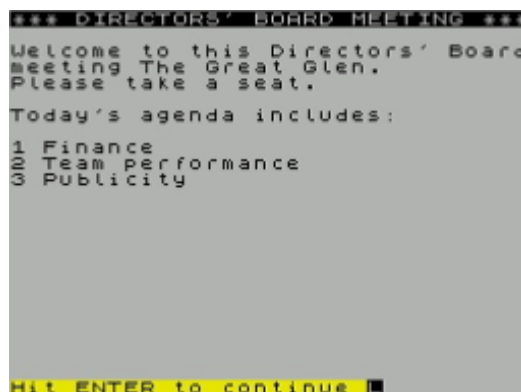 *** DIRECTORS' BOARD MEETING ***
Welcome to this Directors' Board
meeting The Great Glen.
Please take a seat.
Today's agenda includes:
1 Finance
2 Team performance
3 Publicity
Hit ENTER to continue